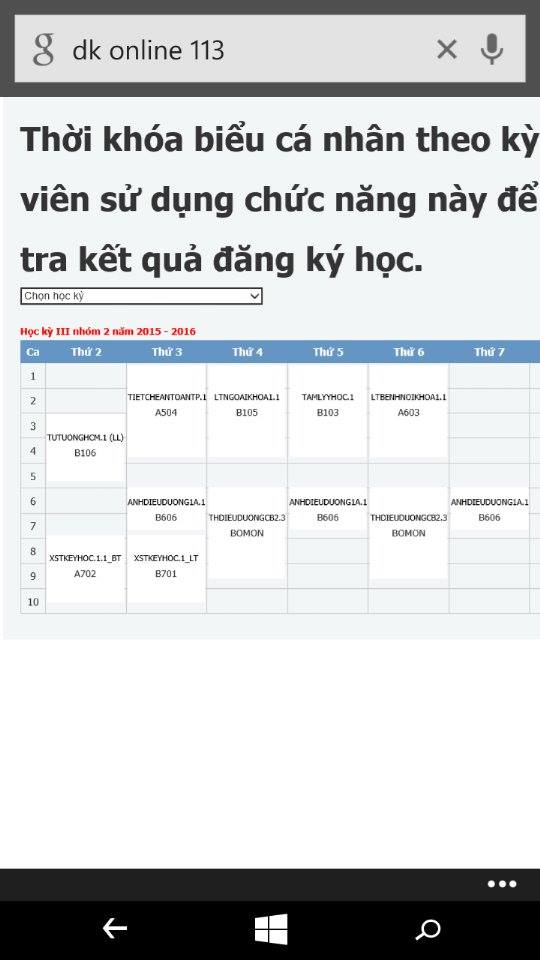 dk online 113
Thời khóa biểu cá nhân theo kỳ
viên sử dụng chức năng này để
tra kết quả đăng ký học.
Chọn học kỳ
Học kỳ III nhóm 2 năm 2015 - 2016
Ca Thứ 2 Thứ 3 Thứ 4 Thứ 5 Thứ 6 Thứ 7
1
2 TIETCHEANTOANTP.1 LTNGOAIKHOA1.1 TAMLYYHOC.1 LTBENHNOIKHOA1.1
A504 B105 B103 A603
3
TUTUONGHCM.1 (LL)
4 B106
5
6 ANHDIEUDUONG1A.1 ANHDIEUDUONG1A.1 ANHDIEUDUONG1A.1
B606 THDIEUDUONGCB2.3 B606 THDIEUDUONGCB2.3 B606
7 BOMON BOMON
8 XSTKEYHOC.1.1_BT XSTKEYHOC.1_LT
9 A702 B701
10